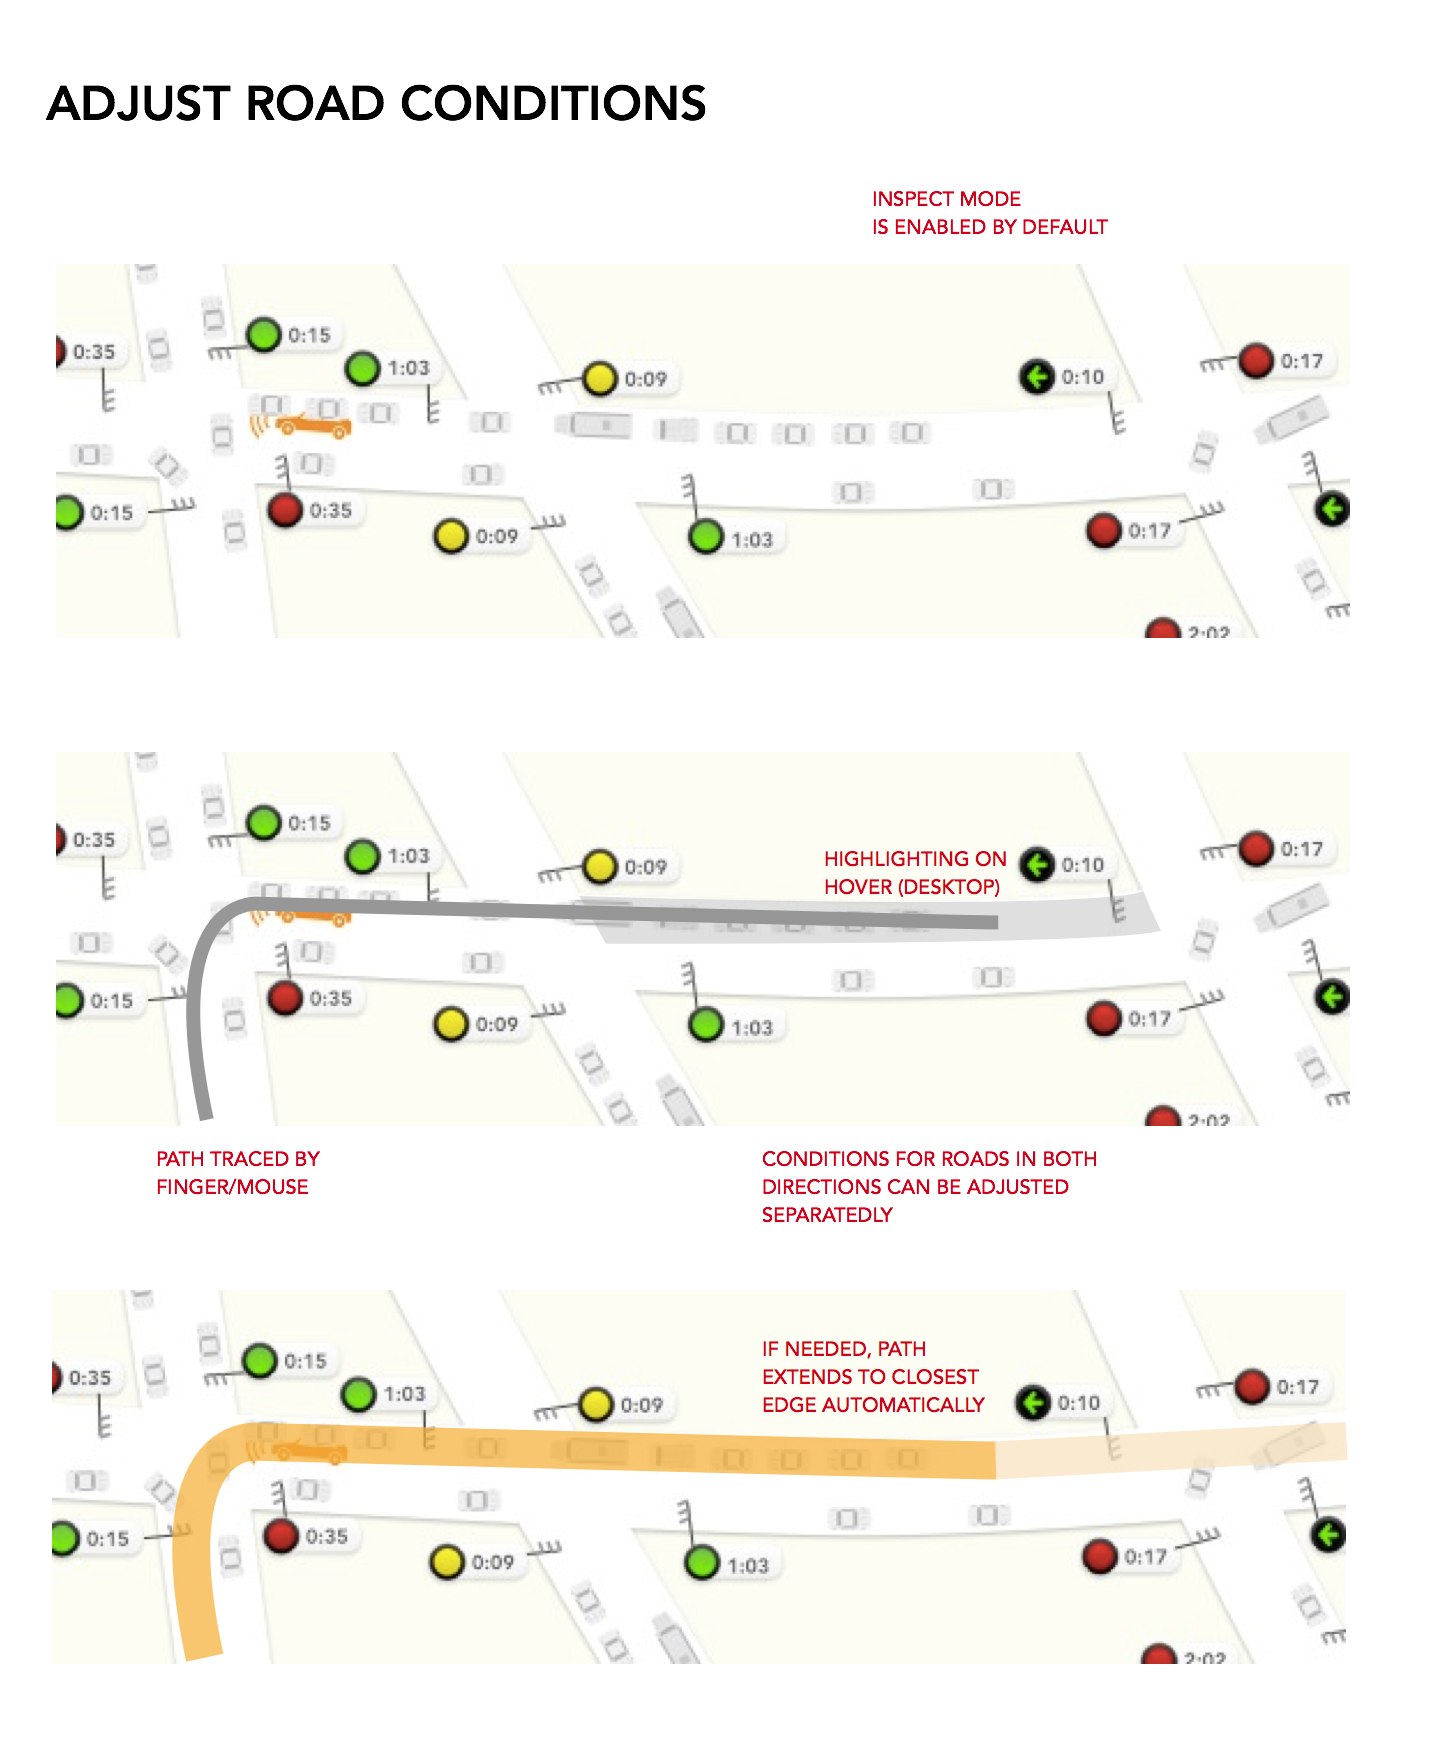 ADJUST ROAD CONDITIONS
INSPECT MODE
IS ENABLED BY DEFAULT
0:15
0:35
1:03
0:09
0:10
0:17
0:15
0:35
0:09
1:03
0:17
2:02
0:15
0:35
1:03
0:09
HIGHLIGHTING ON
HOVER (DESKTOP)
0:10
0:17
0:15
0:35
0:09
1:03
0:17
2:02
PATH TRACED BY
FINGER/MOUSE
CONDITIONS FOR ROADS IN BOTH
DIRECTIONS CAN BE ADJUSTED
SEPARATEDLY
IF NEEDED, PATH
EXTENDS TO CLOSEST
EDGE AUTOMATICALLY
0:15
0:35
1:03
0:09
0:10
0:17
0:15
0:35
0:09
1:03
0:17
2:02